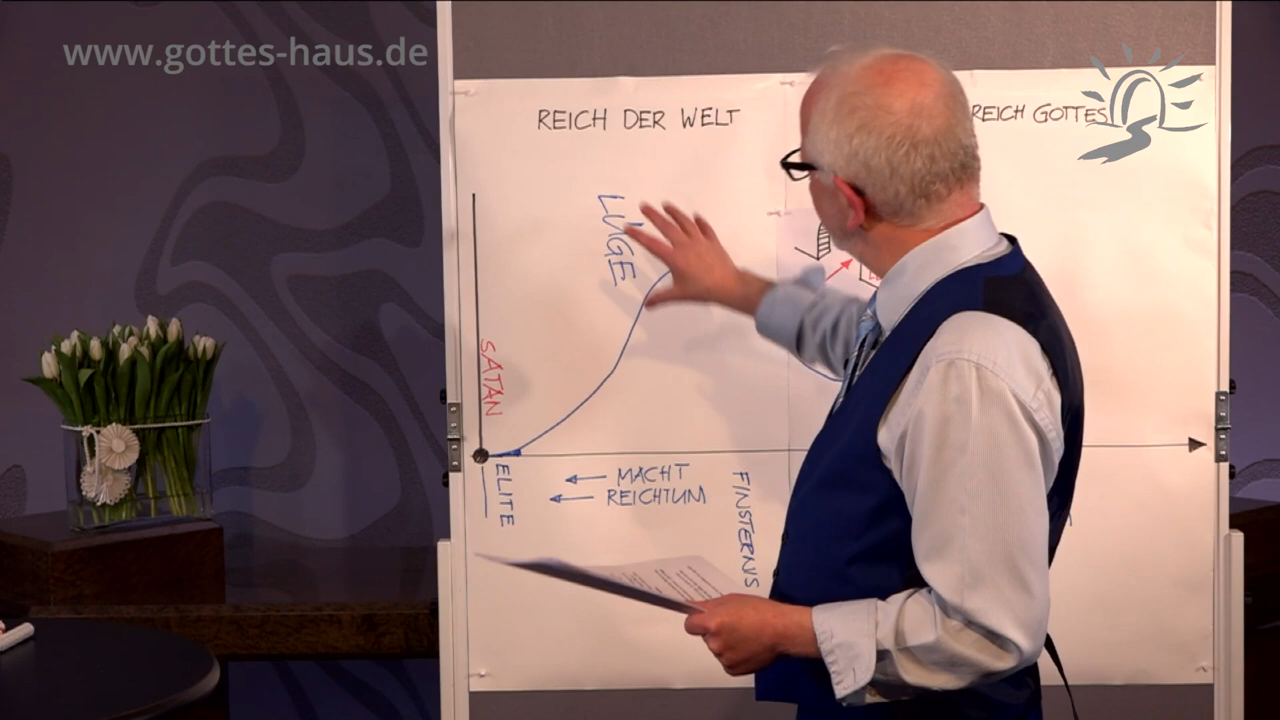 www.gottes-haus.de
REICH DER WELT
REICH GOTTES
LÜGE
SATAN
ELITE
MACHT
REICHTUM
FINSTERNIS